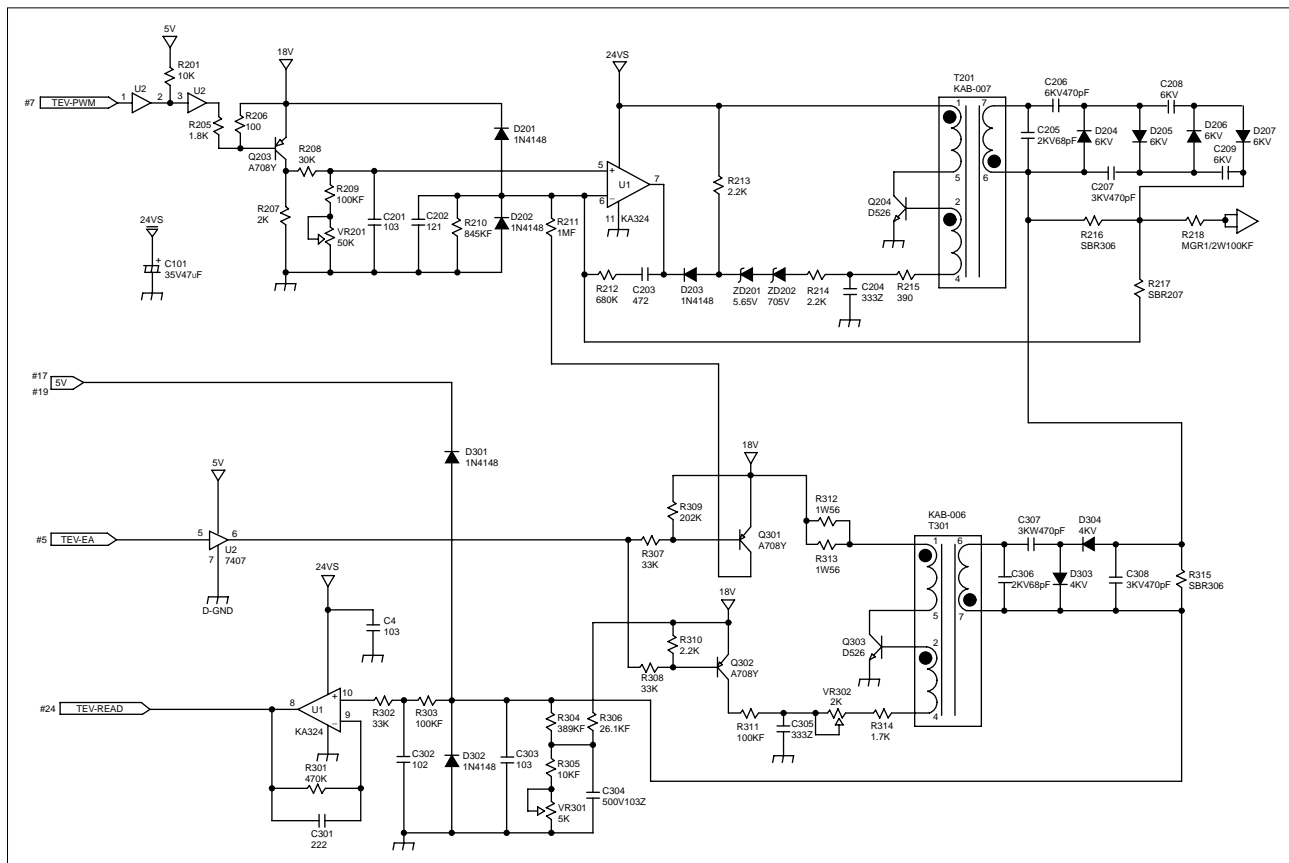 5V
R201
10K
18V
24VS
#7
TEV-PWM
1
U2
2
3
U2
R205
1.8K
R206
100
Q203
A708Y
R208
30K
R207
2K
R209
100KF
VR201
50K
C201
103
C202
121
R210
845KF
D201
1N4148
D202
1N4148
R211
1MF
5
+
6
−
7
U1
11
KA324
R213
2.2K
R212
680K
C203
472
D203
1N4148
ZD201
5.65V
ZD202
705V
R214
2.2K
C204
333Z
R215
390
Q204
D526
T201
KAB-007
1
7
5
6
2
4
C205
2KV68pF
C206
6KV470pF
C208
6KV
D204
6KV
D205
6KV
D206
6KV
D207
6KV
C209
6KV
C207
3KV470pF
R216
SBR306
R218
MGR1/2W100KF
R217
SBR207
24VS
+
C101
35V47uF
#17
#19
5V
D301
1N4148
5V
#5
TEV-EA
5
6
7
U2
7407
D-GND
24VS
C4
103
#24
TEV-READ
8
U1
KA324
+
10
−
9
R301
470K
C301
222
R302
33K
R303
100KF
C302
102
D302
1N4148
C303
103
R304
389KF
R306
26.1KF
R305
10KF
VR301
5K
C304
500V103Z
18V
R309
202K
R307
33K
Q301
A708Y
R312
1W56
R313
1W56
18V
R310
2.2K
R308
33K
Q302
A708Y
R311
100KF
C305
333Z
VR302
2K
R314
1.7K
Q303
D526
KAB-006
T301
1
6
5
7
2
4
C306
2KV68pF
C307
3KW470pF
D304
4KV
D303
4KV
C308
3KV470pF
R315
SBR306